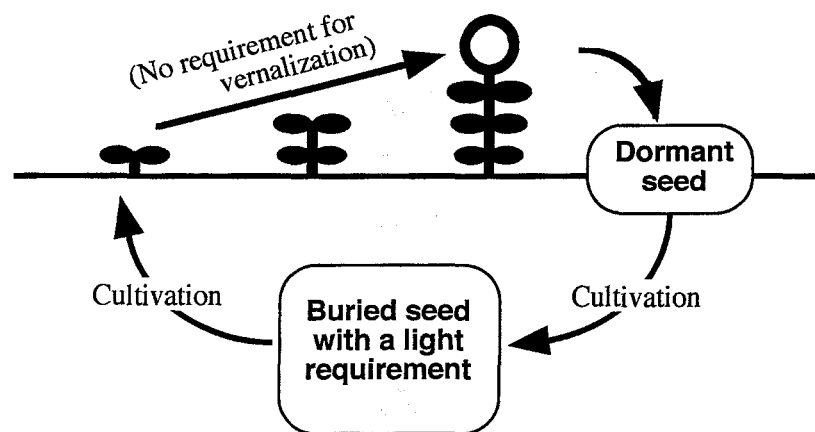 (No requirement for
vernalization)
Dormant
seed
Cultivation
Cultivation
Buried seed
with a light
requirement